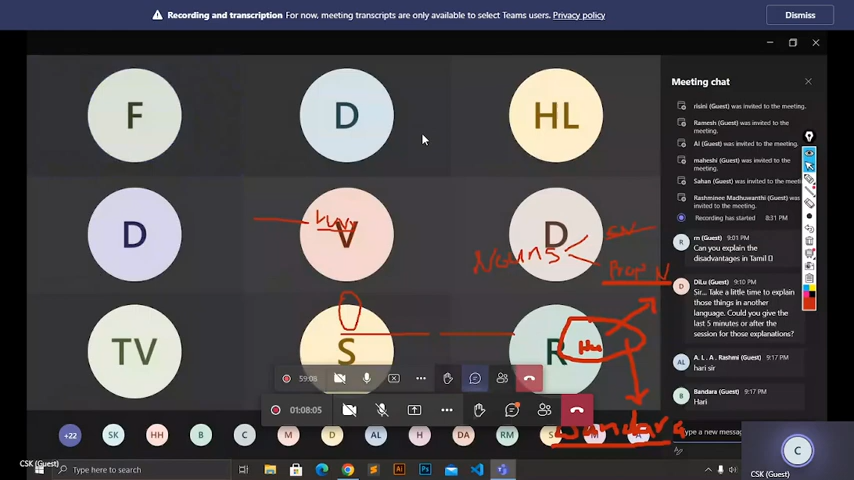 Recording and transcription For now, meeting transcripts are only available to select Teams users. Privacy policy
Dismiss
Meeting chat
risini (Guest) was invited to the meeting.
Ramesh (Guest) was invited to the meeting.
Al (Guest) was invited to the meeting.
maheshi (Guest) was invited to the meeting.
Sahan (Guest) was invited to the meeting.
Rashminee Madhuwanthi (Guest) was invited to the meeting.
Recording has started 8:31 PM
rn (Guest) 9:01 PM
Can you explain the
disadvantages in Tamil
DiLu (Guest) 9:10 PM
Sir... Take a little time to explain
those things in another
language. Could you give the
last 5 minutes or after the
session for those explanations?
A. L. A . Rashmi (Guest) 9:17 PM
hari sir
Bandara (Guest) 9:17 PM
Hari
ype a new messag
F
D
HL
D
V
D
Nouns
TV
S
R
59:08
01:08:05
Bandara
+22
SK
HH
B
C
M
D
AL
H
DA
RM
S
M
A
C
CSK (Guest)
CSK (Guest)
Type here to search